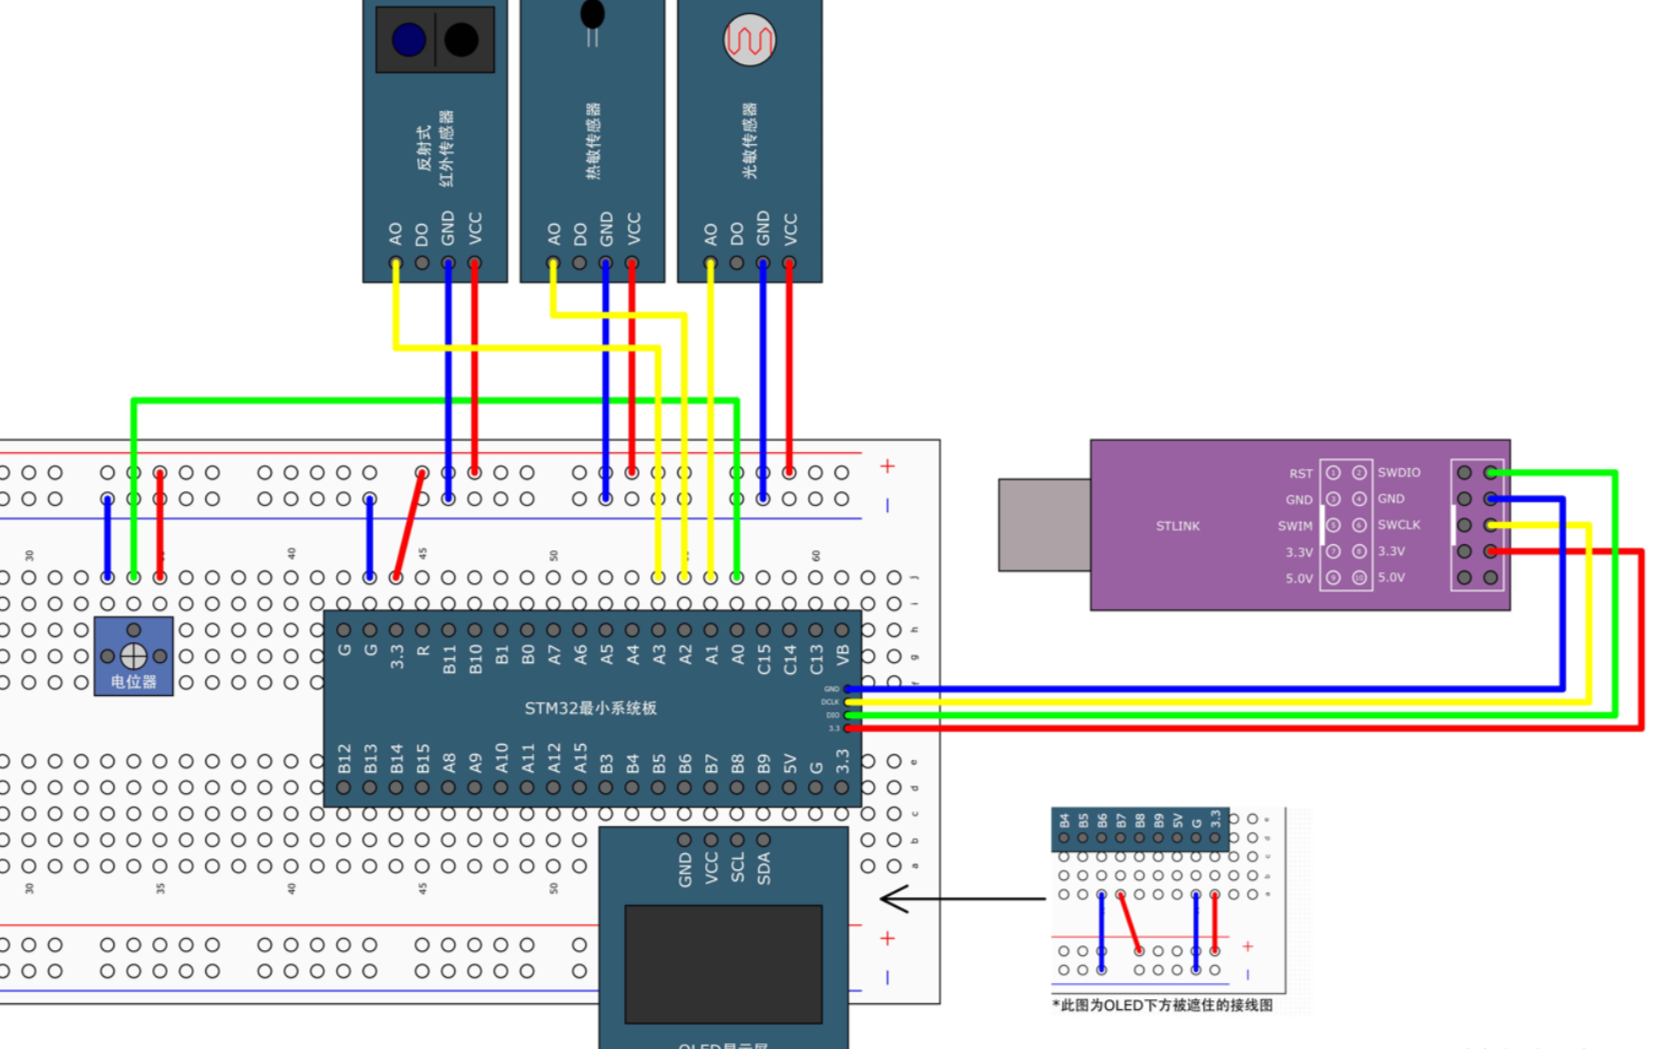 反射式
红外传感器
AO DO GND VCC
热敏传感器
AO DO GND VCC
光敏传感器
AO DO GND VCC
+
-
30 40 45 50 60
j
i
h
g
f
电位器
G G 3.3 R B11 B10 B1 B0 A7 A6 A5 A4 A3 A2 A1 A0 C15 C14 C13 VB
GND
DCLK
DIO
3.3
STM32最小系统板
B12 B13 B14 B15 A8 A9 A10 A11 A12 A15 B3 B4 B5 B6 B7 B8 B9 5V G 3.3
e
d
c
b
a
30 35 40 45 50
GND VCC SCL SDA
+
-
OLED显示屏
STLINK
RST 1 2 SWDIO
GND 3 4 GND
SWIM 5 6 SWCLK
3.3V 7 8 3.3V
5.0V 9 10 5.0V
B4 B5 B6 B7 B8 B9 5V G 3.3
e
d
c
b
a
+
-
*此图为OLED下方被遮住的接线图